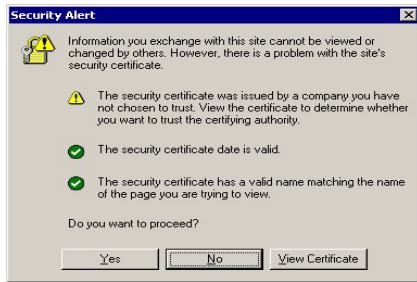 Security Alert
Information you exchange with this site cannot be viewed or
changed by others. However, there is a problem with the site's
security certificate.
The security certificate was issued by a company you have
not chosen to trust. View the certificate to determine whether
you want to trust the certifying authority.
The security certificate date is valid.
The security certificate has a valid name matching the name
of the page you are trying to view.
Do you want to proceed?
Yes
No
View Certificate